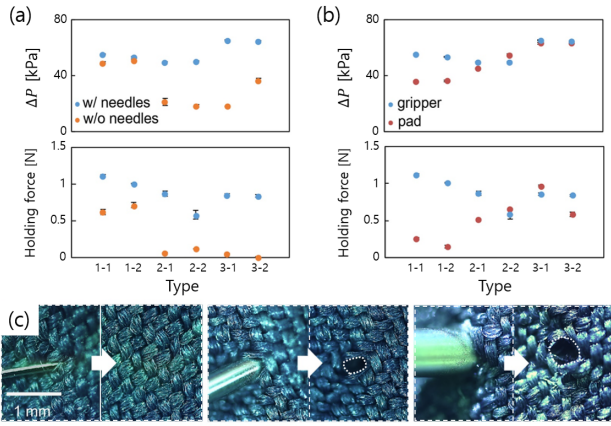 (a)
80
40
0
ΔP [kPa]
w/ needles
w/o needles
1.5
1
0.5
0
Holding force [N]
1-1 1-2 2-1 2-2 3-1 3-2
Type
(b)
80
40
0
ΔP [kPa]
gripper
pad
1.5
1
0.5
0
Holding force [N]
1-1 1-2 2-1 2-2 3-1 3-2
Type
(c)
1 mm